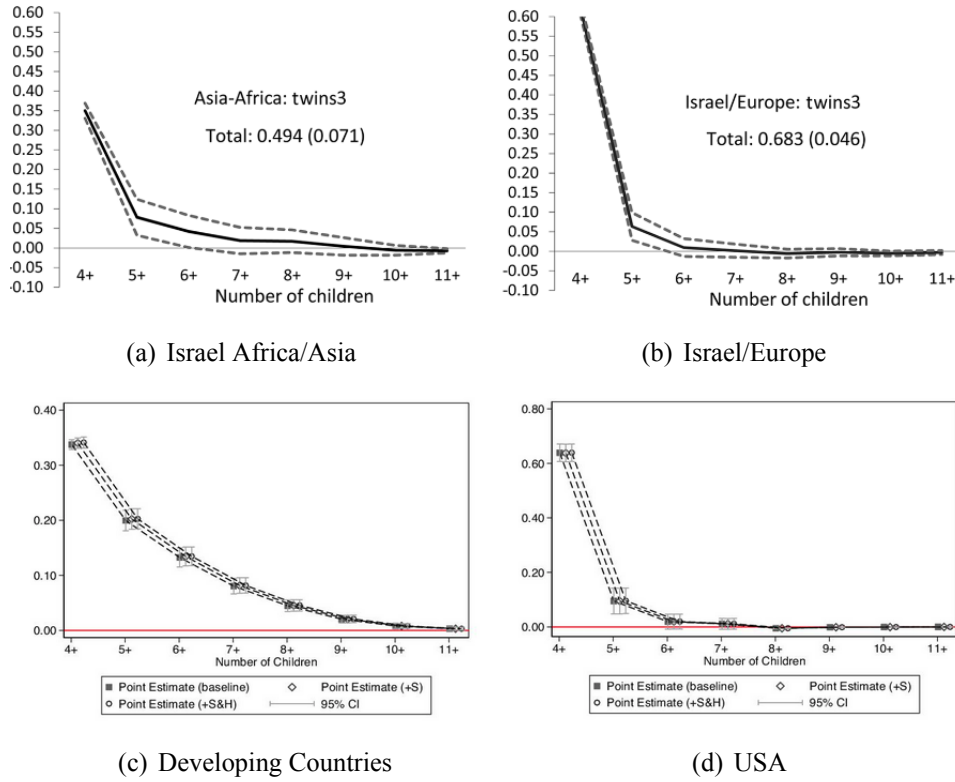 0.60
0.55
0.50
0.45
0.40
0.35
0.30
0.25
0.20
0.15
0.10
0.05
0.00
-0.05
-0.10
Asia-Africa: twins3
Total: 0.494 (0.071)
4+ 5+ 6+ 7+ 8+ 9+ 10+ 11+
Number of children
(a) Israel Africa/Asia
0.60
0.55
0.50
0.45
0.40
0.35
0.30
0.25
0.20
0.15
0.10
0.05
0.00
-0.05
-0.10
Israel/Europe: twins3
Total: 0.683 (0.046)
4+ 5+ 6+ 7+ 8+ 9+ 10+ 11+
Number of children
(b) Israel/Europe
0.40
0.30
0.20
0.10
0.00
4+ 5+ 6+ 7+ 8+ 9+ 10+ 11+
Number of Children
Point Estimate (baseline) Point Estimate (+S)
Point Estimate (+S&H) 95% CI
(c) Developing Countries
0.80
0.60
0.40
0.20
0.00
4+ 5+ 6+ 7+ 8+ 9+ 10+ 11+
Number of Children
Point Estimate (baseline) Point Estimate (+S)
Point Estimate (+S&H) 95% CI
(d) USA